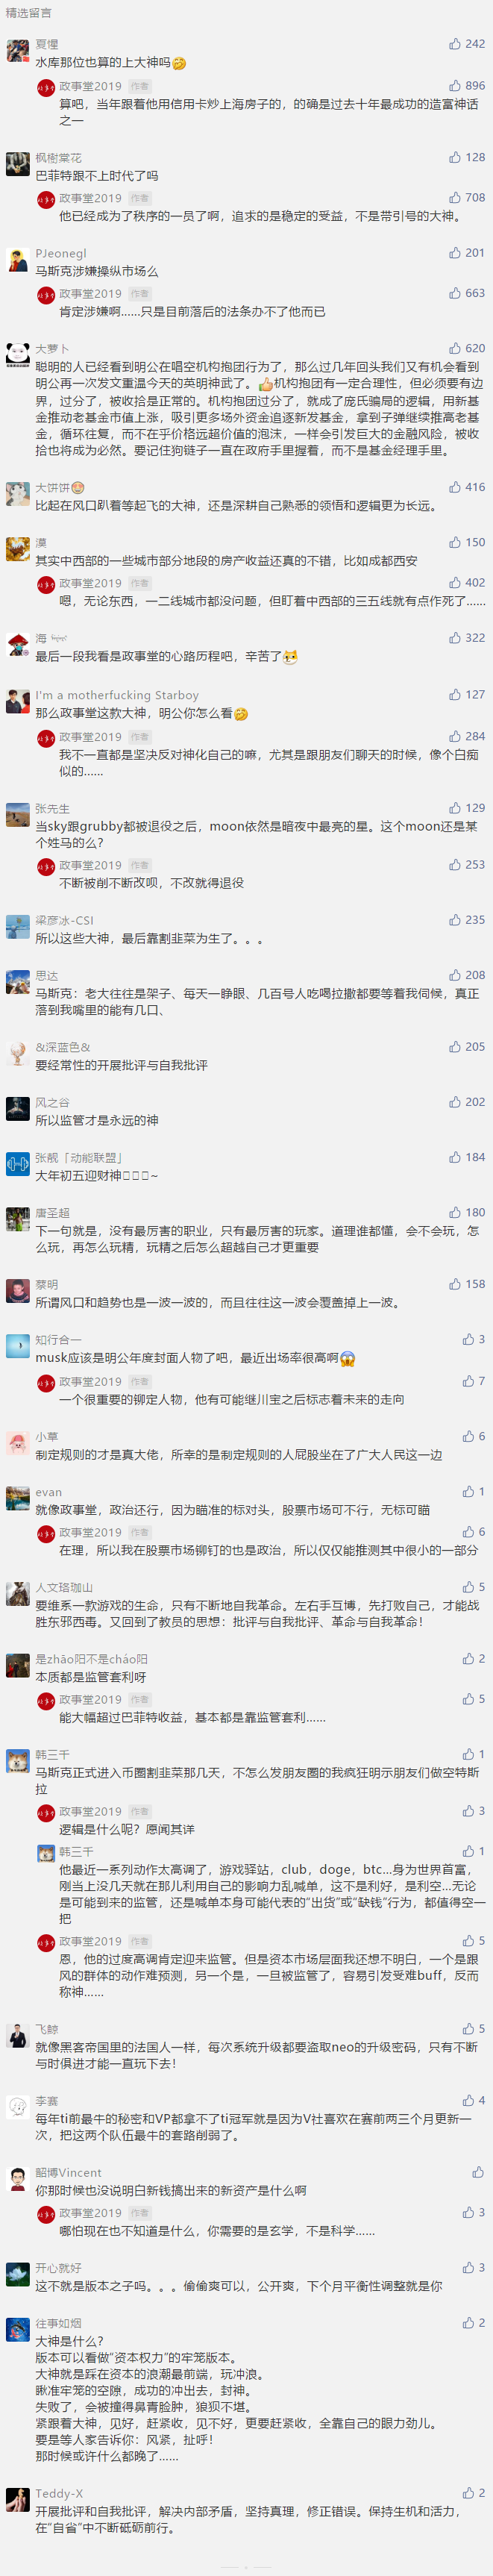 精选留言
夏惺
242
水库那位也算的上大神吗🤣
政事堂2019 作者
896
算吧，当年跟着他用信用卡炒上海房子的，的确是过去十年最成功的造富神话
之一
枫樹棠花
128
巴菲特跟不上时代了吗
政事堂2019 作者
708
他已经成为了秩序的一员了啊，追求的是稳定的受益，不是带引号的大神。
PJeonegl
201
马斯克涉嫌操纵市场么
政事堂2019 作者
663
肯定涉嫌啊......只是目前落后的法条办不了他而已
大萝卜
620
聪明的人已经看到明公在唱空机构抱团行为了，那么过几年回头我们又有机会看到
明公再一次发文重温今天的英明神武了。👍机构抱团有一定合理性，但必须要有边
界，过分了，被收拾是正常的。机构抱团过分了，就成了庞氏骗局的逻辑，用新基
金推动老基金市值上涨，吸引更多场外资金追逐新发基金，拿到子弹继续推高老基
金，循环往复，而不在乎价格远超价值的泡沫，一样会引发巨大的金融风险，被收
拾也将成为必然。要记住狗链子一直在政府手里握着，而不是基金经理手里。
大饼饼
416
比起在风口趴着等起飞的大神，还是深耕自己熟悉的领悟和逻辑更为长远。
漠
150
其实中西部的一些城市部分地段的房产收益还真的不错，比如成都西安
政事堂2019 作者
402
嗯，无论东西，一二线城市都没问题，但盯着中西部的三五线就有点作死了......
海
322
最后一段我看是政事堂的心路历程吧，辛苦了
I'm a motherfucking Starboy
127
那么政事堂这款大神，明公你怎么看🤣
政事堂2019 作者
284
我不一直都是坚决反对神化自己的嘛，尤其是跟朋友们聊天的时候，像个白痴
似的......
张先生
129
当sky跟grubby都被退役之后，moon依然是暗夜中最亮的星。这个moon还是某
个姓马的么？
政事堂2019 作者
253
不断被削不断改呗，不改就得退役
梁彦冰-CSI
235
所以这些大神，最后靠割韭菜为生了。。。
思达
208
马斯克：老大往往是架子、每天一睁眼、几百号人吃喝拉撒都要等着我伺候，真正
落到我嘴里的能有几口、
&深蓝色&
205
要经常性的开展批评与自我批评
风之谷
202
所以监管才是永远的神
张靓「动能联盟」
184
大年初五迎财神▯▯▯~
唐圣超
180
下一句就是，没有最厉害的职业，只有最厉害的玩家。道理谁都懂，会不会玩，怎
么玩，再怎么玩精，玩精之后怎么超越自己才更重要
蔡明
158
所谓风口和趋势也是一波一波的，而且往往这一波会覆盖掉上一波。
知行合一
3
musk应该是明公年度封面人物了吧，最近出场率很高啊😱
政事堂2019 作者
7
一个很重要的铆定人物，他有可能继川宝之后标志着未来的走向
小草
6
制定规则的才是真大佬，所幸的是制定规则的人屁股坐在了广大人民这一边
evan
1
就像政事堂，政治还行，因为瞄准的标对头，股票市场可不行，无标可瞄
政事堂2019 作者
6
在理，所以我在股票市场铆钉的也是政治，所以仅仅能推测其中很小的一部分
人文珞珈山
5
要维系一款游戏的生命，只有不断地自我革命。左右手互博，先打败自己，才能战
胜东邪西毒。又回到了教员的思想：批评与自我批评、革命与自我革命！
是zhāo阳不是cháo阳
2
本质都是监管套利呀
政事堂2019 作者
5
能大幅超过巴菲特收益，基本都是靠监管套利......
韩三千
1
马斯克正式进入币圈割韭菜那几天，不怎么发朋友圈的我疯狂明示朋友们做空特斯
拉
政事堂2019 作者
3
逻辑是什么呢？愿闻其详
韩三千
1
他最近一系列动作太高调了，游戏驿站，club，doge，btc...身为世界首富，
刚当上没几天就在那儿利用自己的影响力乱喊单，这不是利好，是利空...无论
是可能到来的监管，还是喊单本身可能代表的“出货”或“缺钱”行为，都值得空一
把
政事堂2019 作者
5
恩，他的过度高调肯定迎来监管。但是资本市场层面我还想不明白，一个是跟
风的群体的动作难预测，另一个是，一旦被监管了，容易引发受难buff，反而
称神......
飞鲸
5
就像黑客帝国里的法国人一样，每次系统升级都要盗取neo的升级密码，只有不断
与时俱进才能一直玩下去！
李赛
4
每年ti前最牛的秘密和VP都拿不了ti冠军就是因为V社喜欢在赛前两三个月更新一
次，把这两个队伍最牛的套路削弱了。
韶博Vincent
你那时候也没说明白新钱搞出来的新资产是什么啊
政事堂2019 作者
3
哪怕现在也不知道是什么，你需要的是玄学，不是科学......
开心就好
3
这不就是版本之子吗。。。偷偷爽可以，公开爽，下个月平衡性调整就是你
往事如烟
2
大神是什么？
版本可以看做“资本权力”的牢笼版本。
大神就是踩在资本的浪潮最前端，玩冲浪。
瞅准牢笼的空隙，成功的冲出去，封神。
失败了，会被撞得鼻青脸肿，狼狈不堪。
紧跟着大神，见好，赶紧收，见不好，更要赶紧收，全靠自己的眼力劲儿。
要是等人家告诉你：风紧，扯呼！
那时候或许什么都晚了......
Teddy-X
2
开展批评和自我批评，解决内部矛盾，坚持真理，修正错误。保持生机和活力，
在“自省”中不断砥砺前行。